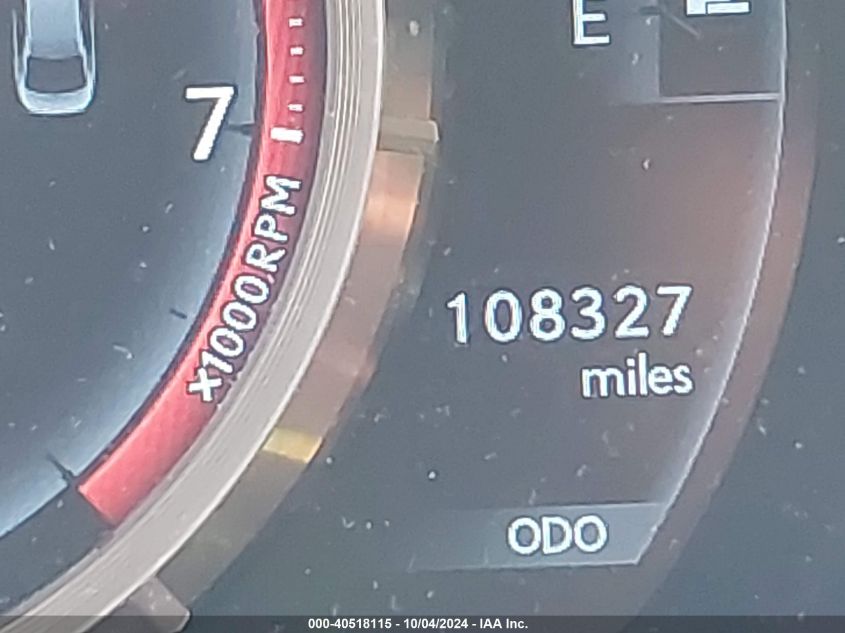 E
7
x1000RPM
108327
miles
ODO
000-40518115 - 10/04/2024 - IAA Inc.